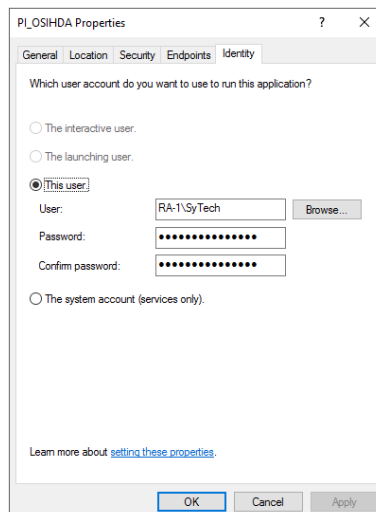 PI_OSIHDA Properties ? ×
General Location Security Endpoints Identity
Which user account do you want to use to run this application?
The interactive user.
The launching user.
This user.
User: RA-1\SyTech Browse...
Password: •••••••••••••••
Confirm password: •••••••••••••••
The system account (services only).
Learn more about setting these properties.
OK Cancel Apply